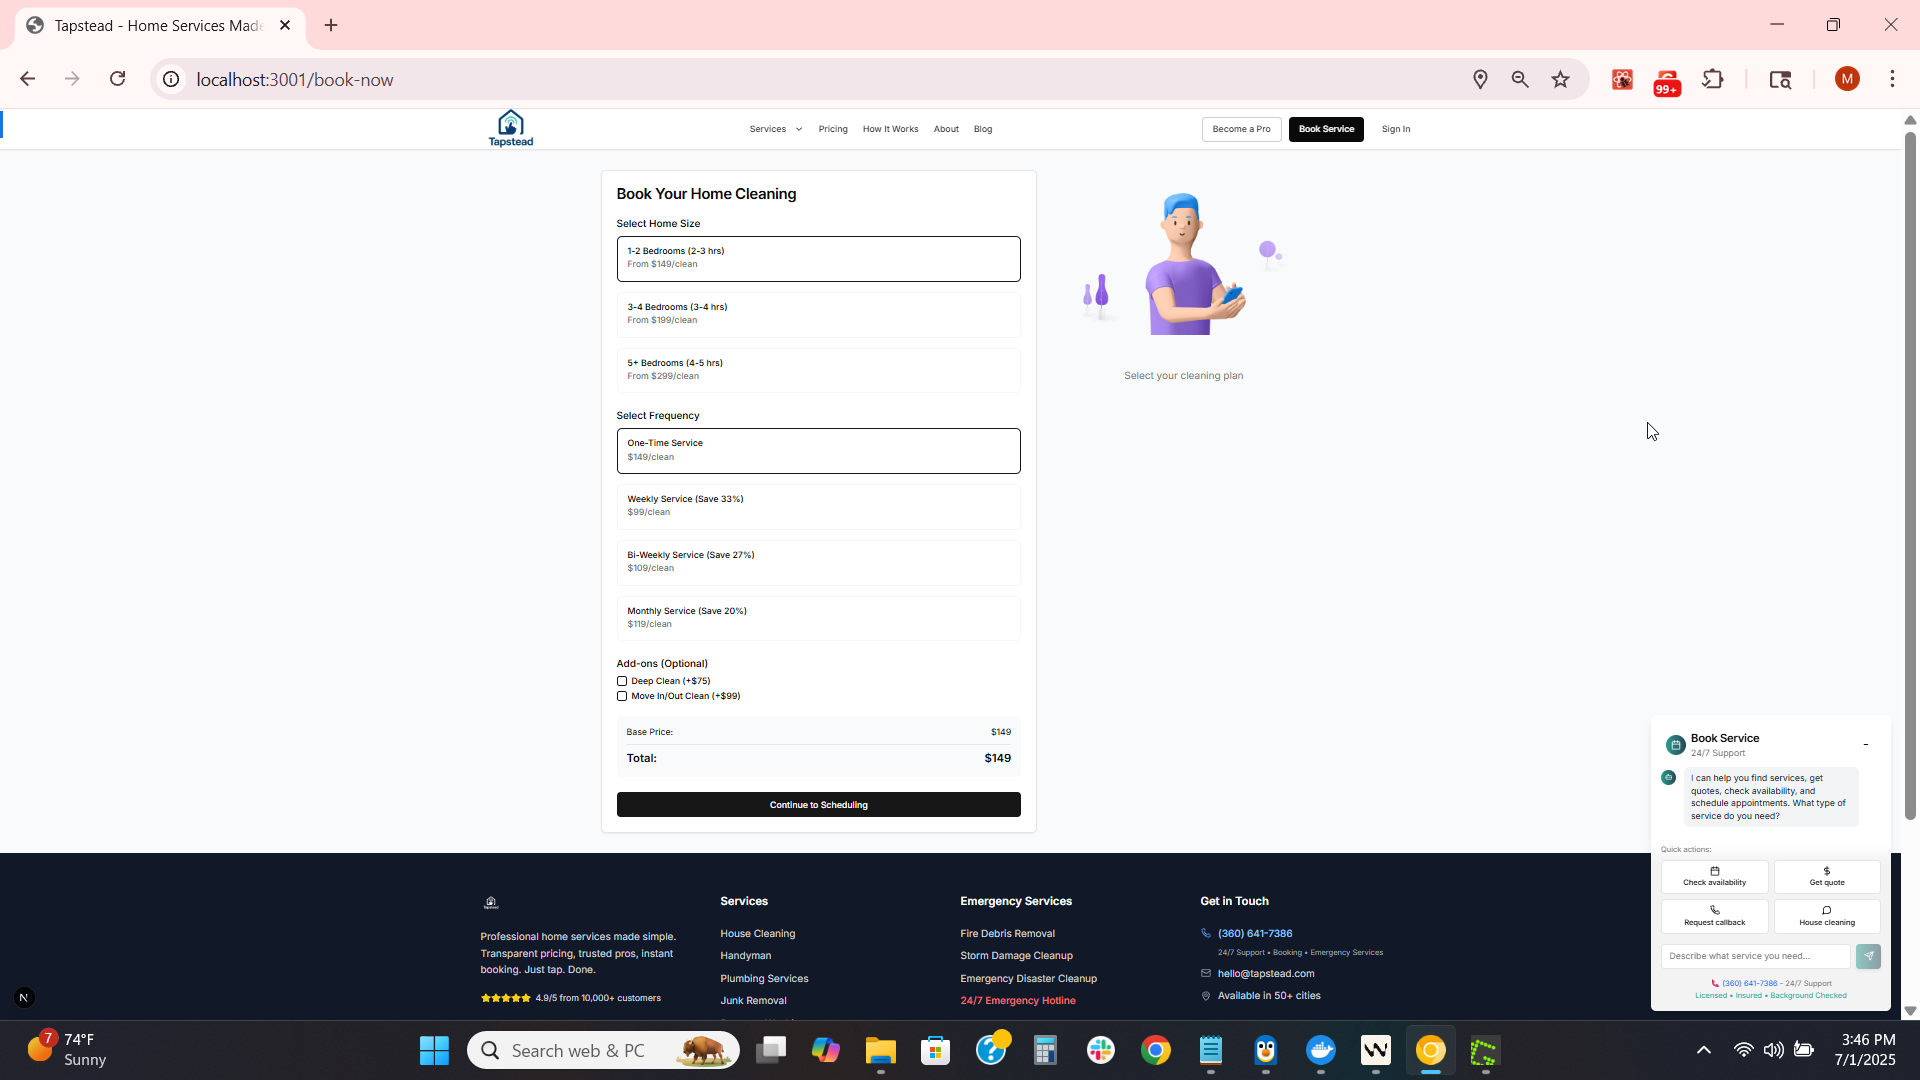 Tapstead - Home Services Made
localhost:3001/book-now
99+
M
Tapstead
Services
Pricing
How It Works
About
Blog
Become a Pro
Book Service
Sign In
Book Your Home Cleaning
Select Home Size
1-2 Bedrooms (2-3 hrs)
From $149/clean
3-4 Bedrooms (3-4 hrs)
From $199/clean
5+ Bedrooms (4-5 hrs)
From $299/clean
Select Frequency
One-Time Service
$149/clean
Weekly Service (Save 33%)
$99/clean
Bi-Weekly Service (Save 27%)
$109/clean
Monthly Service (Save 20%)
$119/clean
Add-ons (Optional)
Deep Clean (+$75)
Move In/Out Clean (+$99)
Base Price: $149
Total: $149
Continue to Scheduling
Select your cleaning plan
Book Service
24/7 Support
I can help you find services, get
quotes, check availability, and
schedule appointments. What type of
service do you need?
Quick actions:
Check availability
Get quote
Request callback
House cleaning
Describe what service you need...
(360) 641-7386 - 24/7 Support
Licensed • Insured • Background Checked
Tapstead
Professional home services made simple.
Transparent pricing, trusted pros, instant
booking. Just tap. Done.
4.9/5 from 10,000+ customers
Services
House Cleaning
Handyman
Plumbing Services
Junk Removal
Emergency Services
Fire Debris Removal
Storm Damage Cleanup
Emergency Disaster Cleanup
24/7 Emergency Hotline
Get in Touch
(360) 641-7386
24/7 Support • Booking • Emergency Services
hello@tapstead.com
Available in 50+ cities
N
7
74°F
Sunny
Search web & PC
3:46 PM
7/1/2025